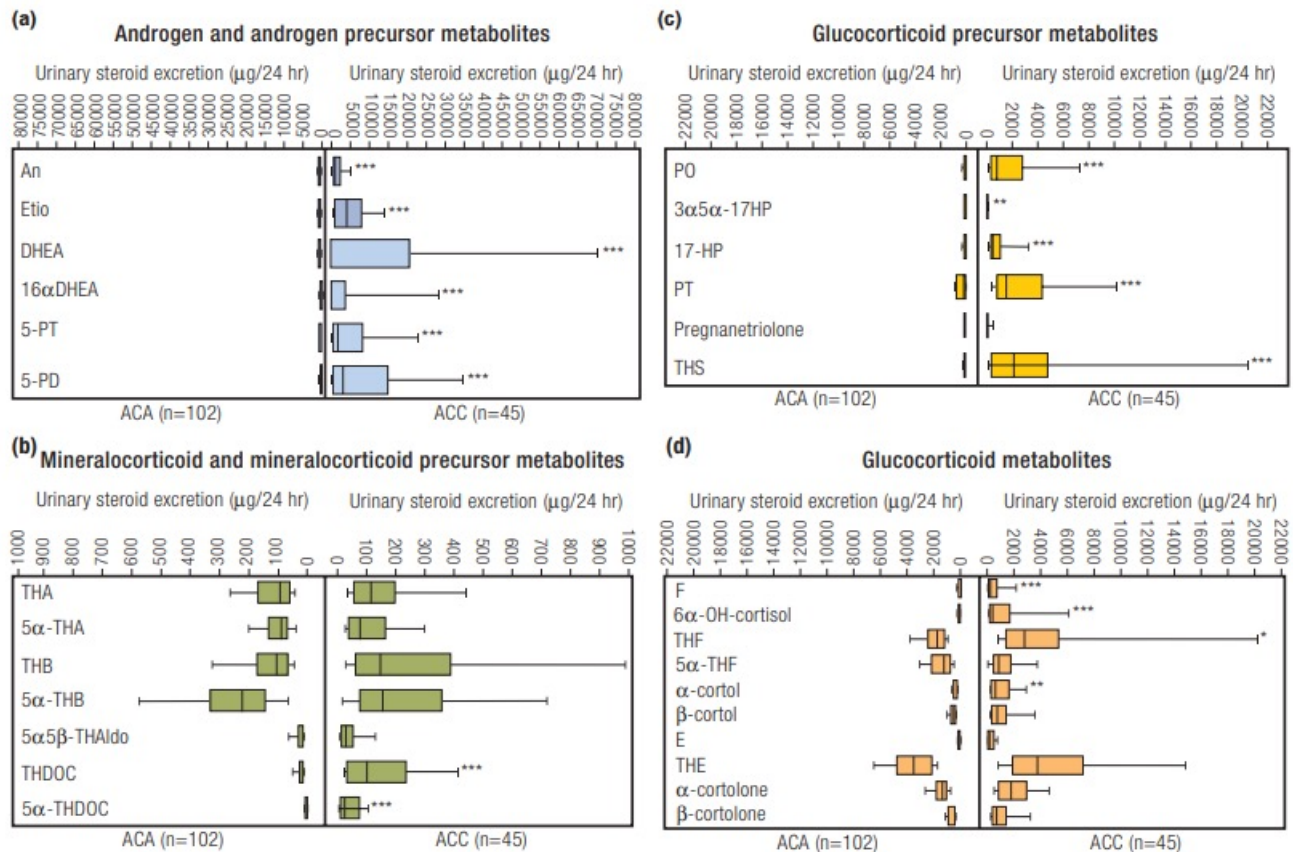 (a)
Androgen and androgen precursor metabolites
Urinary steroid excretion (μg/24 hr)
Urinary steroid excretion (μg/24 hr)
80000 75000 70000 65000 60000 55000 50000 45000 40000 35000 30000 25000 20000 15000 10000 5000 0
0 5000 10000 15000 20000 25000 30000 35000 40000 45000 50000 55000 60000 65000 70000 75000 80000
An ***
Etio ***
DHEA ***
16αDHEA ***
5-PT ***
5-PD ***
ACA (n=102)
ACC (n=45)
(c)
Glucocorticoid precursor metabolites
Urinary steroid excretion (μg/24 hr)
Urinary steroid excretion (μg/24 hr)
22000 20000 18000 16000 14000 12000 10000 8000 6000 4000 2000 0
0 2000 4000 6000 8000 10000 12000 14000 16000 18000 20000 22000
PO ***
3α5α-17HP **
17-HP ***
PT ***
Pregnanetriolone
THS ***
ACA (n=102)
ACC (n=45)
(b)
Mineralocorticoid and mineralocorticoid precursor metabolites
Urinary steroid excretion (μg/24 hr)
Urinary steroid excretion (μg/24 hr)
1000 900 800 700 600 500 400 300 200 100 0
0 100 200 300 400 500 600 700 800 900 1000
THA
5α-THA
THB
5α-THB
5α5β-THAldo
THDOC ***
5α-THDOC ***
ACA (n=102)
ACC (n=45)
(d)
Glucocorticoid metabolites
Urinary steroid excretion (μg/24 hr)
Urinary steroid excretion (μg/24 hr)
22000 20000 18000 16000 14000 12000 10000 8000 6000 4000 2000 0
0 2000 4000 6000 8000 10000 12000 14000 16000 18000 20000 22000
F ***
6α-OH-cortisol ***
THF *
5α-THF
α-cortol **
β-cortol
E
THE
α-cortolone
β-cortolone
ACA (n=102)
ACC (n=45)